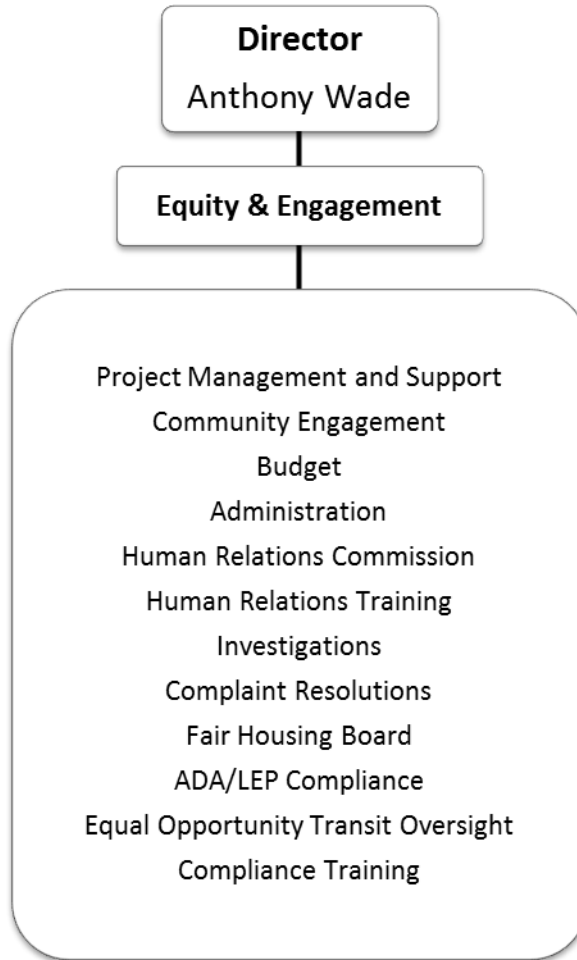 Director
Anthony Wade
Equity & Engagement
Project Management and Support
Community Engagement
Budget
Administration
Human Relations Commission
Human Relations Training
Investigations
Complaint Resolutions
Fair Housing Board
ADA/LEP Compliance
Equal Opportunity Transit Oversight
Compliance Training